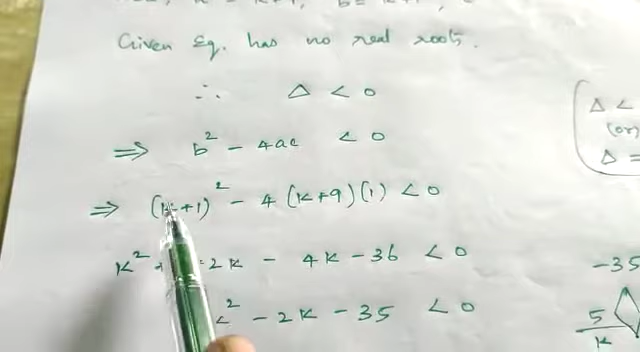 b = k+1,
Given Eq. has no real roots.
∴ Δ < 0
⇒ b² - 4ac < 0
⇒ (k+1)² - 4(k+9)(1) < 0
k² + 2k - 4k - 36 < 0
² - 2k - 35 < 0
Δ <
(or)
Δ =
-35
5
k